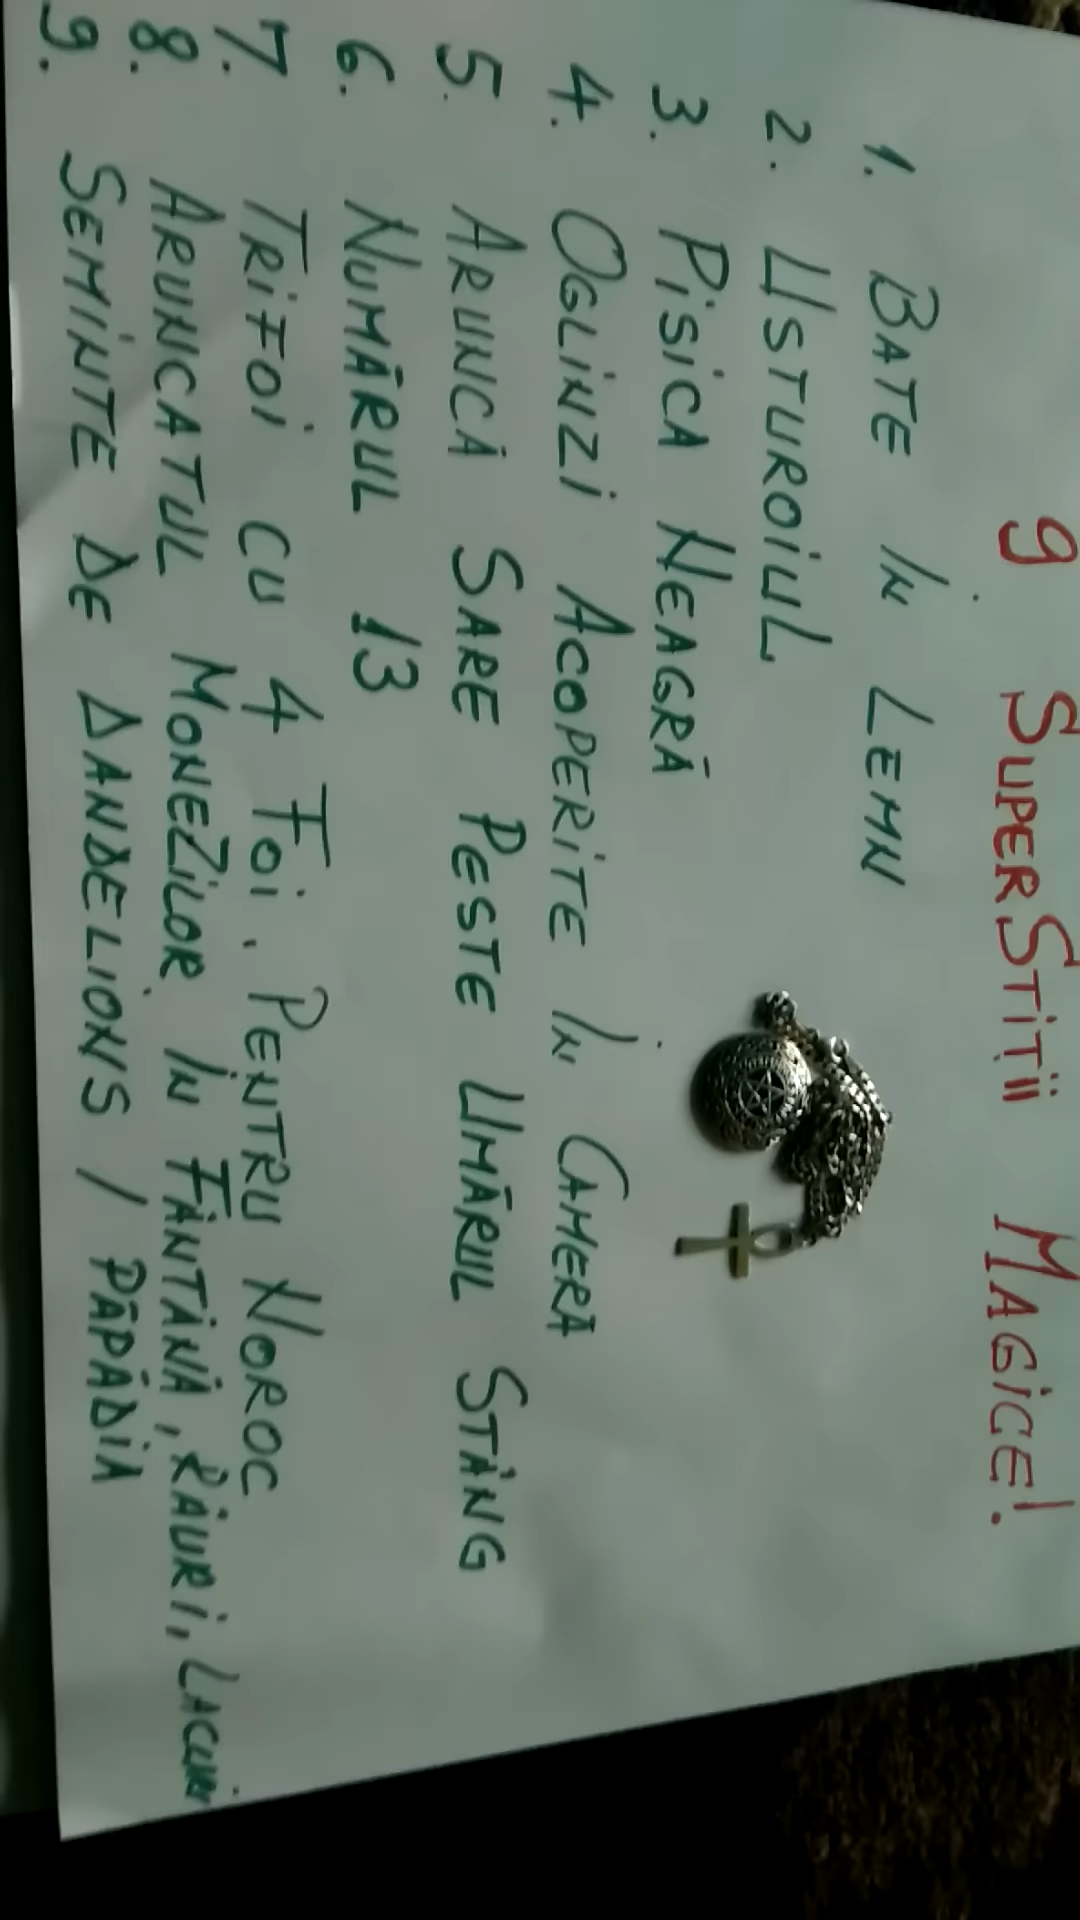 9 SUPERSTIȚII MAGICE!
1. BATE ÎN LEMN
2. USTUROIUL
3. PISICA NEAGRĂ
4. OGLINZI ACOPERITE ÎN CAMERĂ
5. ARUNCĂ SARE PESTE UMĂRUL STÂNG
6. NUMĂRUL 13
7. TRIFOI CU 4 FOI. PENTRU NOROC
8. ARUNCATUL MONEZILOR ÎN FÂNTÂNĂ, RÂURI, LACURI
9. SEMINTE DE DANDELIONS / PĂPĂDIA